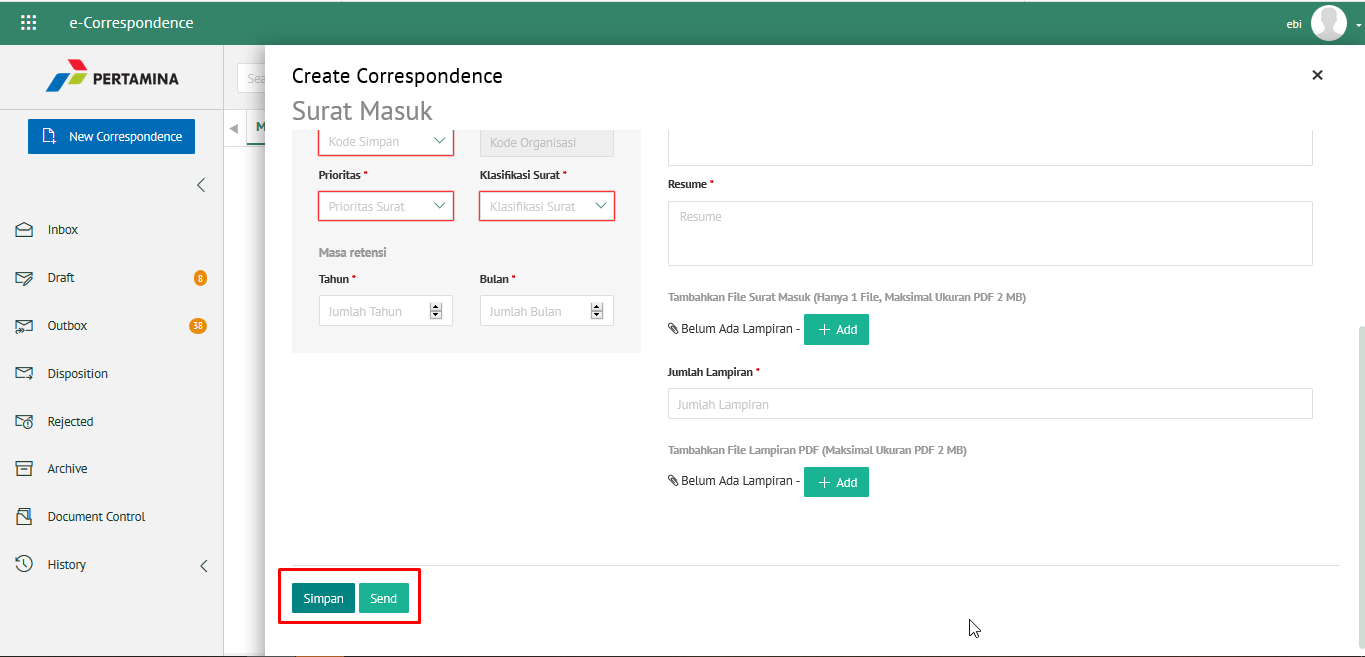 e-Correspondence
ebi
PERTAMINA
New Correspondence
Inbox
Draft 8
Outbox 38
Disposition
Rejected
Archive
Document Control
History
Sea
M
Create Correspondence
Surat Masuk
Kode Simpan
Kode Organisasi
Prioritas *
Klasifikasi Surat *
Prioritas Surat
Klasifikasi Surat
Masa retensi
Tahun *
Bulan *
Jumlah Tahun
Jumlah Bulan
Resume *
Resume
Tambahkan File Surat Masuk (Hanya 1 File, Maksimal Ukuran PDF 2 MB)
Belum Ada Lampiran - + Add
Jumlah Lampiran *
Jumlah Lampiran
Tambahkan File Lampiran PDF (Maksimal Ukuran PDF 2 MB)
Belum Ada Lampiran - + Add
Simpan
Send